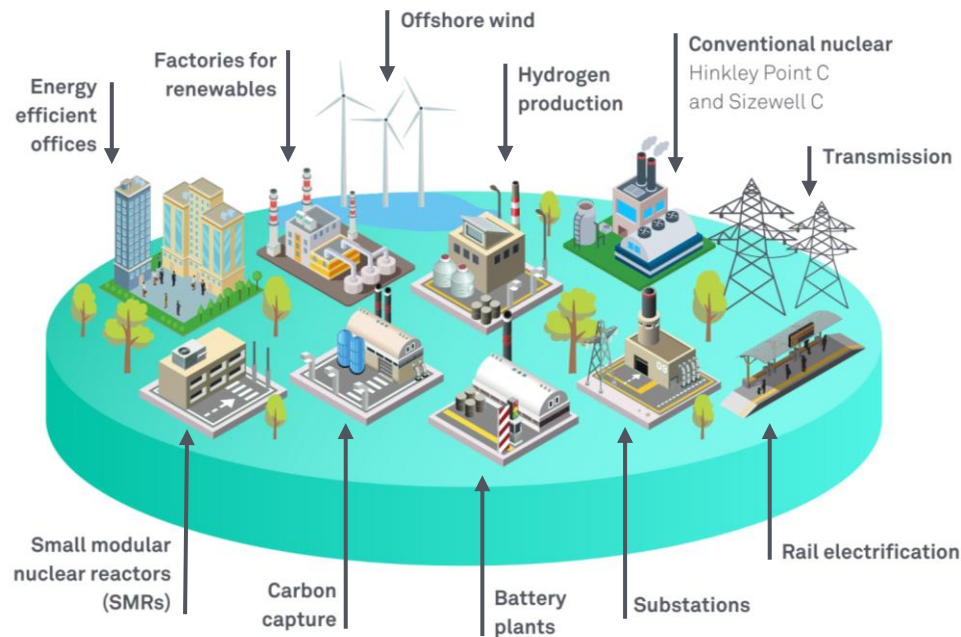 Offshore wind
Factories for
renewables
Energy
efficient
offices
Hydrogen
production
Conventional nuclear
Hinkley Point C
and Sizewell C
Transmission
Small modular
nuclear reactors
(SMRs)
Carbon
capture
Battery
plants
Substations
Rail electrification